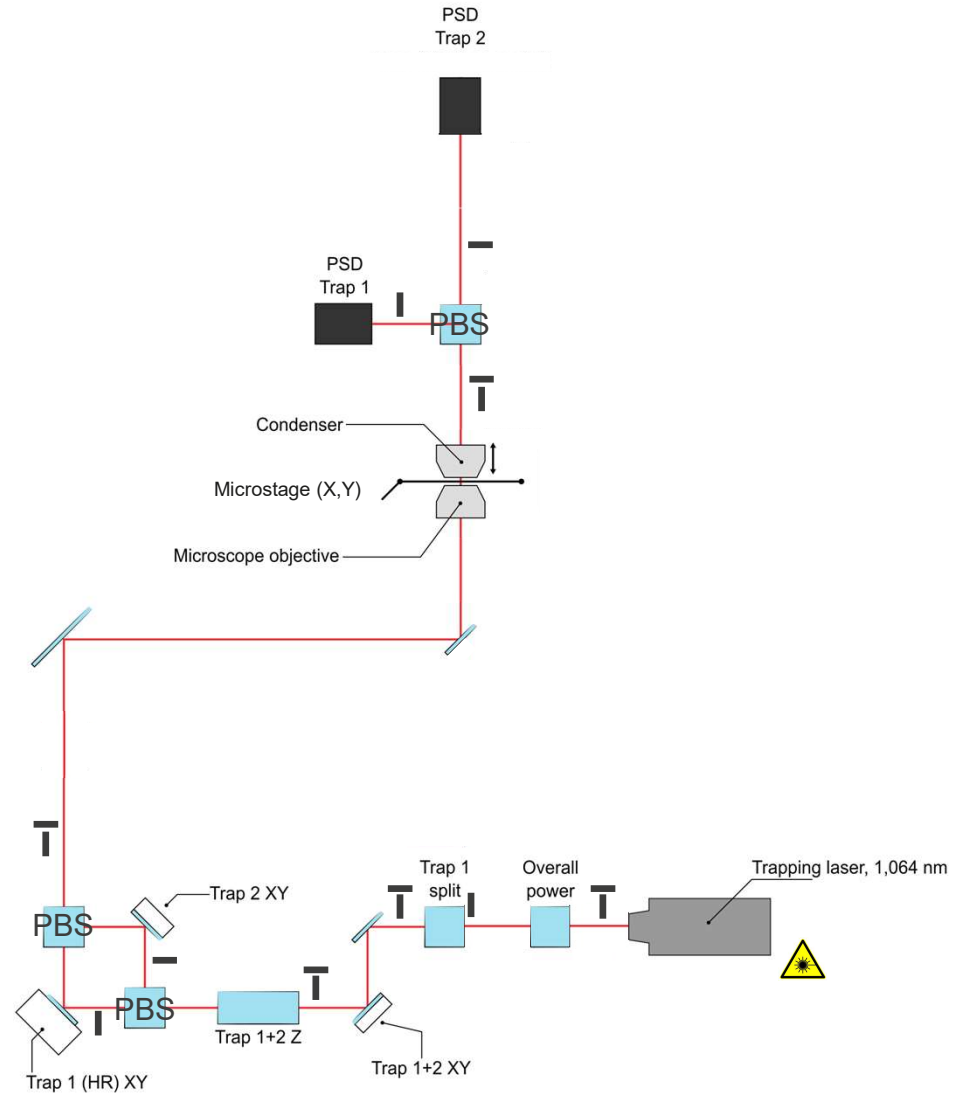 PSD
Trap 2
PSD
Trap 1
PBS
Condenser
Microstage (X,Y)
Microscope objective
Trap 1
split
Overall
power
Trapping laser, 1,064 nm
Trap 2 XY
PBS
PBS
Trap 1+2 Z
Trap 1+2 XY
Trap 1 (HR) XY